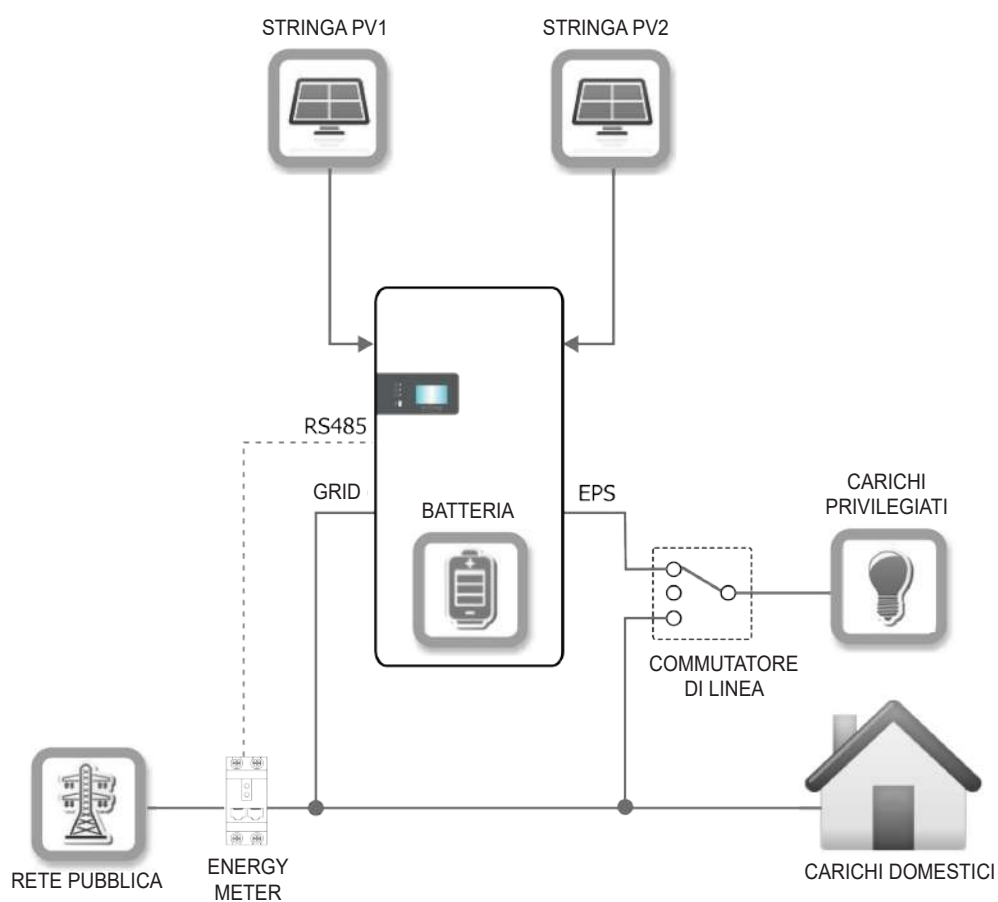 STRINGA PV1
STRINGA PV2
RS485
GRID
BATTERIA
EPS
CARICHI
PRIVILEGIATI
COMMUTATORE
DI LINEA
RETE PUBBLICA
ENERGY
METER
CARICHI DOMESTICI